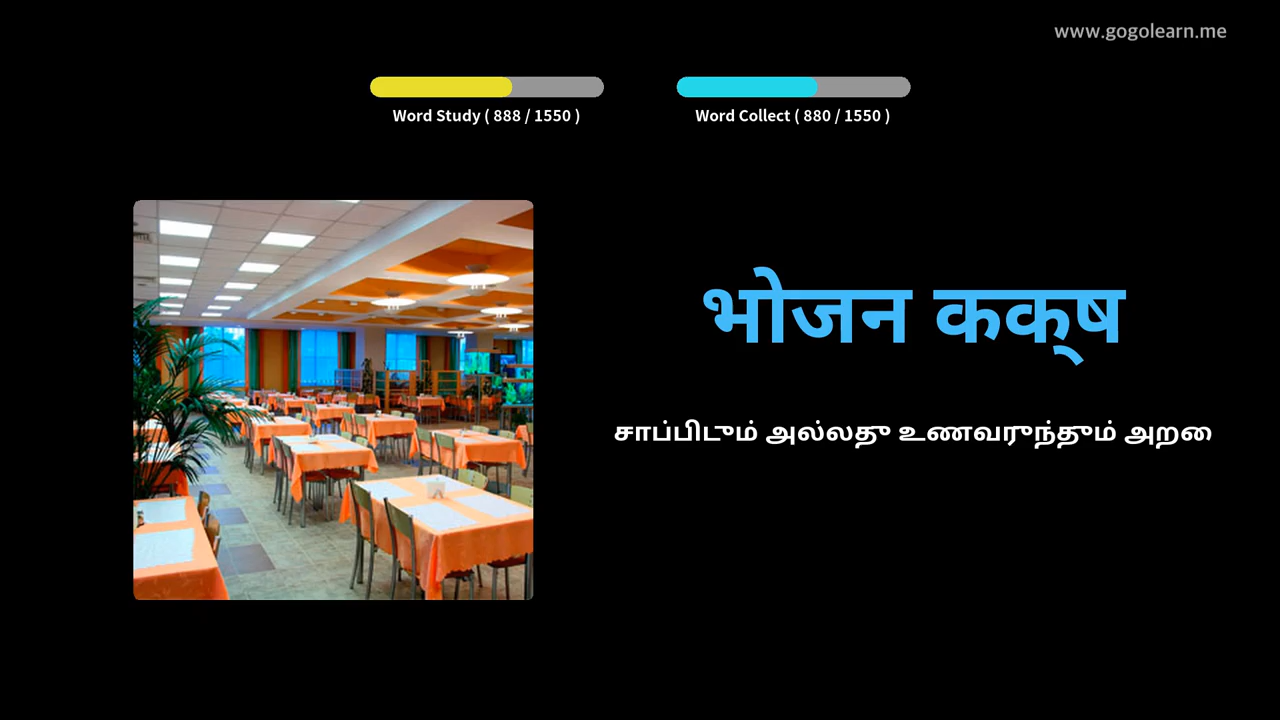 www.gogolearn.me
Word Study ( 888 / 1550 )
Word Collect ( 880 / 1550 )
भोजन कक्ष
சாப்பிடும் அல்லது உணவருந்தும் அறை